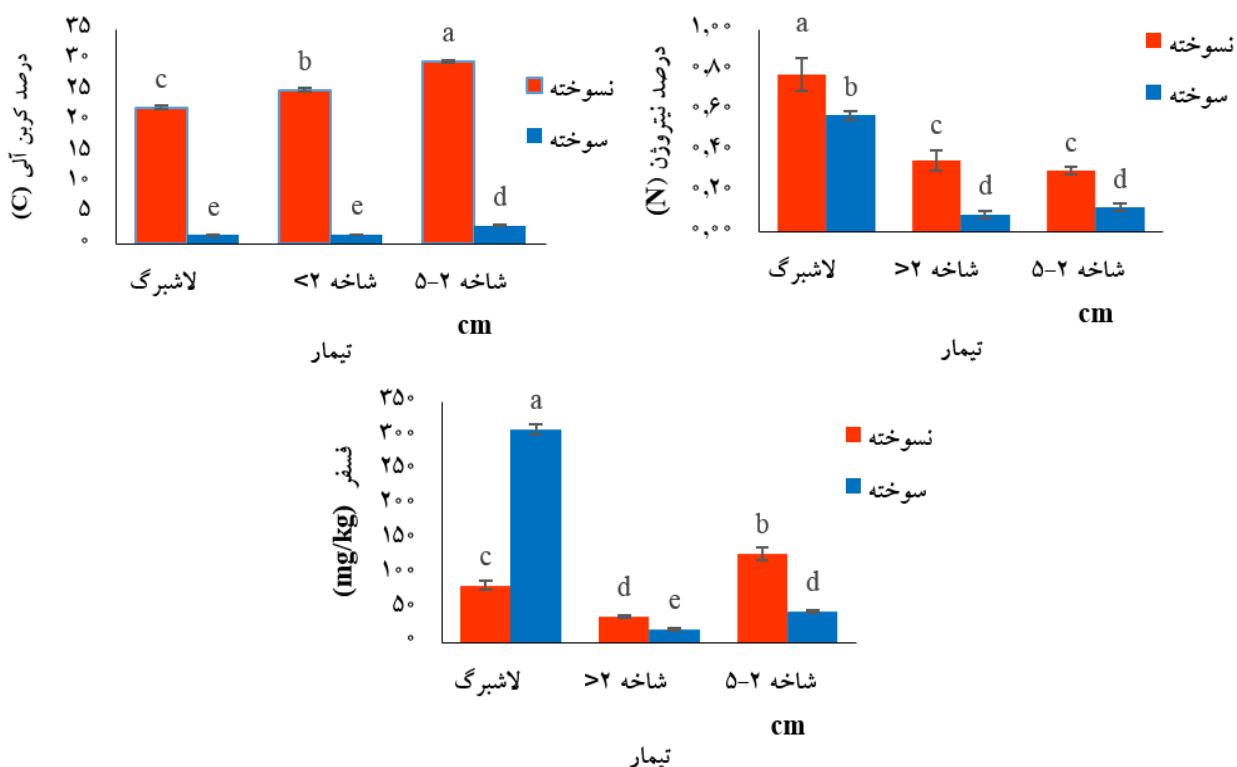 درصد کربن آلی (C)
۳۵
۳۰
۲۵
۲۰
۱۵
۱۰
۵
۰
c
e
b
e
a
d
لاشبرگ
شاخه ۲>
شاخه ۲–۵
cm
تیمار
نسوخته
سوخته
درصد نیتروژن (N)
۱,۰۰
۰,۸۰
۰,۶۰
۰,۴۰
۰,۲۰
۰,۰۰
a
b
c
d
c
d
لاشبرگ
شاخه ۲<
شاخه ۲–۵
cm
تیمار
نسوخته
سوخته
فسفر (mg/kg)
۳۵۰
۳۰۰
۲۵۰
۲۰۰
۱۵۰
۱۰۰
۵۰
۰
c
a
d
e
b
d
لاشبرگ
شاخه ۲<
شاخه ۲–۵
cm
تیمار
نسوخته
سوخته